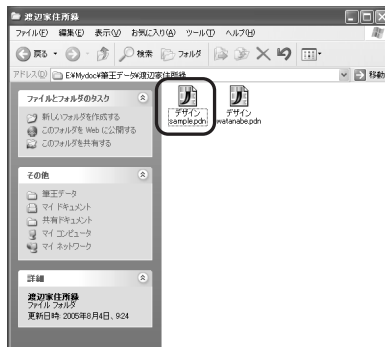 渡辺家住所録
ファイル(F) 編集(E) 表示(V) お気に入り(A) ツール(T) ヘルプ(H)
戻る 検索 フォルダ
アドレス(D) E:¥Mydoc¥筆王データ¥渡辺家住所録 移動
ファイルとフォルダのタスク
新しいフォルダを作成する
このフォルダを Web に公開する
このフォルダを共有する
その他
筆王データ
マイ ドキュメント
共有ドキュメント
マイ コンピュータ
マイ ネットワーク
詳細
渡辺家住所録
ファイル フォルダ
更新日時: 2005年8月4日、9:24
デザイン
sample.pdn
デザイン
watanabe.pdn